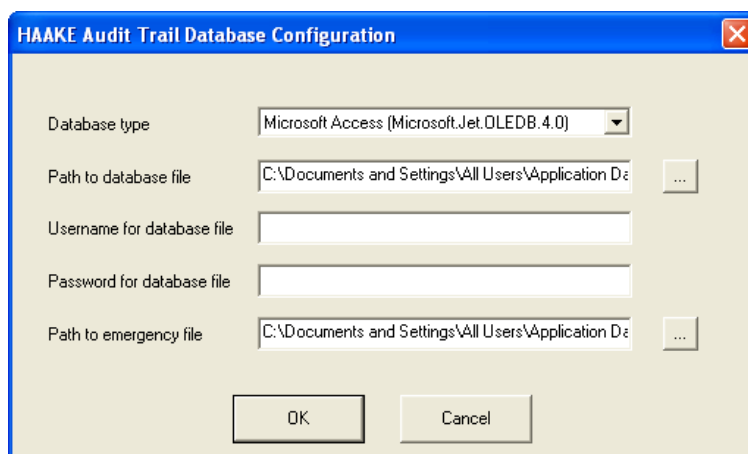 HAAKE Audit Trail Database Configuration
Database type
Microsoft Access (Microsoft.Jet.OLEDB.4.0)
Path to database file
C:\Documents and Settings\All Users\Application Da
...
Username for database file
Password for database file
Path to emergency file
C:\Documents and Settings\All Users\Application Da
...
OK
Cancel